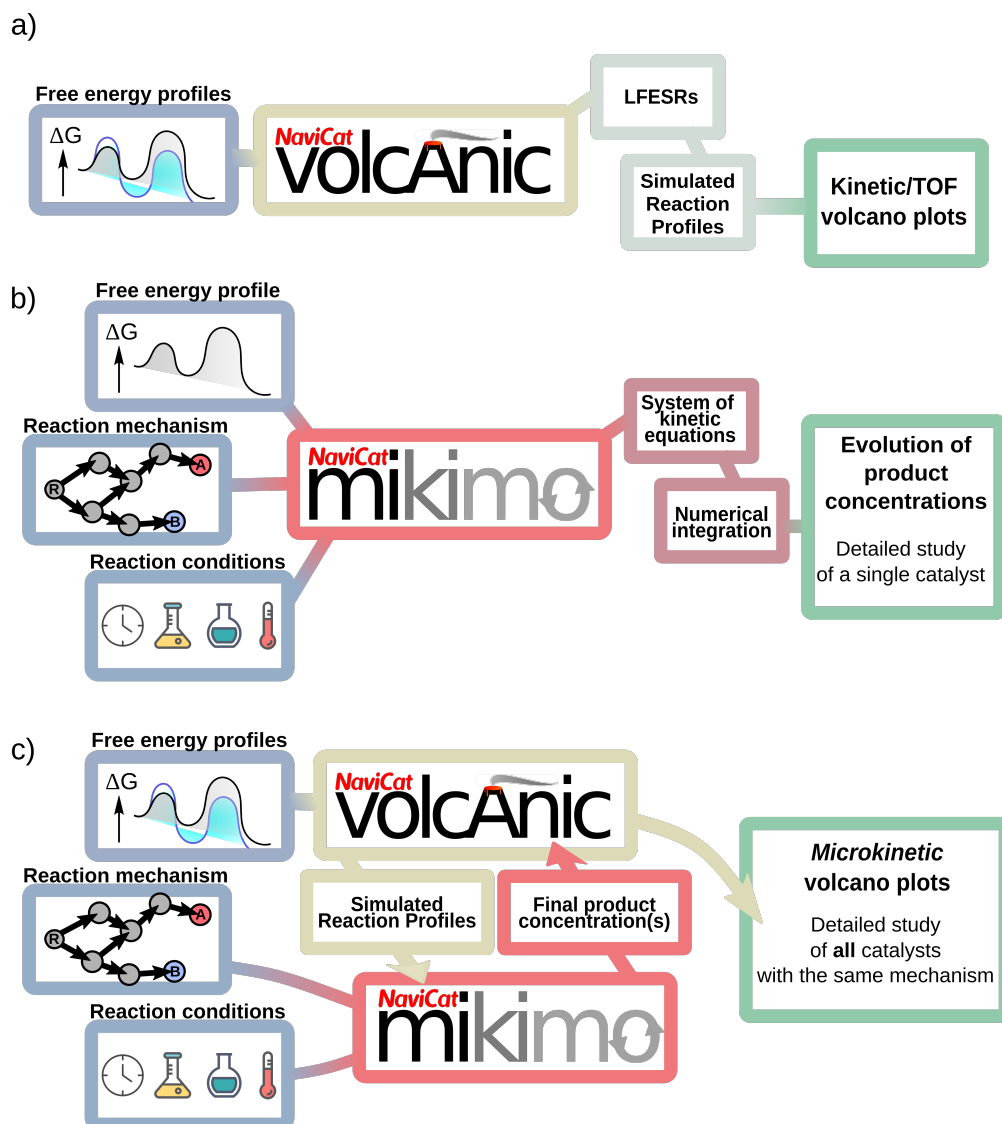 a)
Free energy profiles
ΔG
NaviCat
volcAnic
LFESRs
Simulated
Reaction
Profiles
Kinetic/TOF
volcano plots
b)
Free energy profile
ΔG
Reaction mechanism
R
A
B
Reaction conditions
NaviCat
mikimo
System of
kinetic
equations
Numerical
integration
Evolution of
product
concentrations
Detailed study
of a single catalyst
c)
Free energy profiles
ΔG
Reaction mechanism
R
A
B
Reaction conditions
NaviCat
volcAnic
Simulated
Reaction Profiles
Final product
concentration(s)
NaviCat
mikimo
Microkinetic
volcano plots
Detailed study
of all catalysts
with the same mechanism